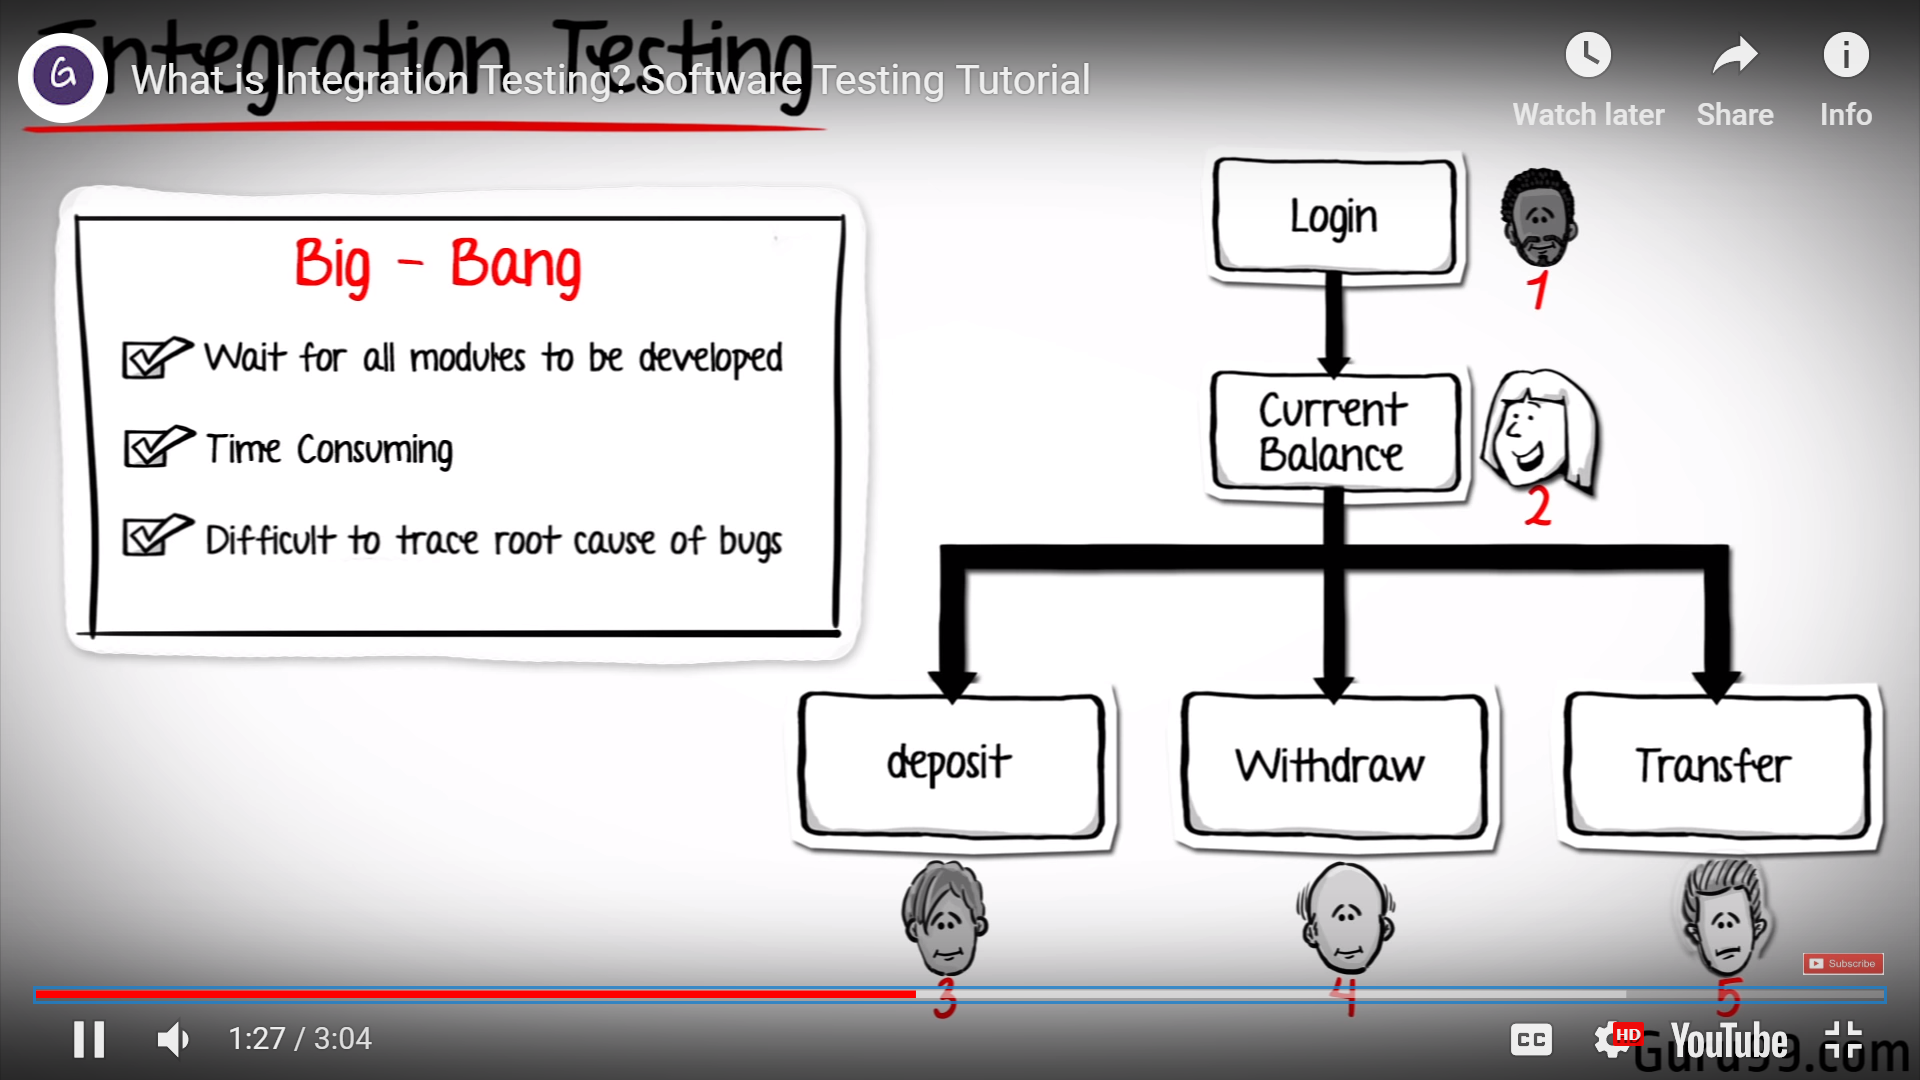 Integration Testing
G
What is Integration Testing? Software Testing Tutorial
Watch later
Share
Info
Big - Bang
Wait for all modules to be developed
Time Consuming
Difficult to trace root cause of bugs
Login
1
Current
Balance
2
deposit
Withdraw
Transfer
3
4
5
Subscribe
1:27 / 3:04
CC
HD
YouTube
Guru99.com